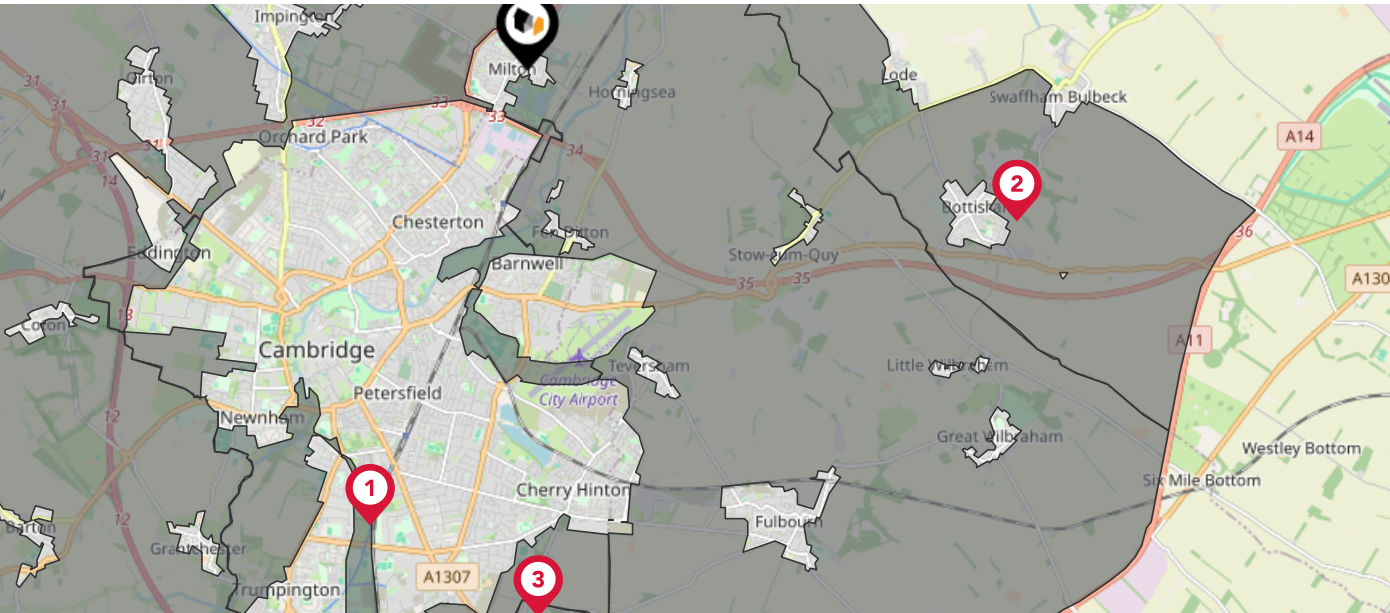 Impington
Milton
31
Girton
Lode
Horningsea
Swaffham Bulbeck
31
33
32
33
A14
Orchard Park
31
31
34
14
2
Bottisham
Chesterton
Fen Ditton
36
Eddington
Stow-cum-Quy
Barnwell
A130
35
35
13
Coton
A11
Cambridge
Teversham
Little Wilbraham
Cambridge
City Airport
Petersfield
12
Newnham
Great Wilbraham
Westley Bottom
Six Mile Bottom
1
Cherry Hinton
12
Fulbourn
Barton
Grantchester
A1307
3
Trumpington